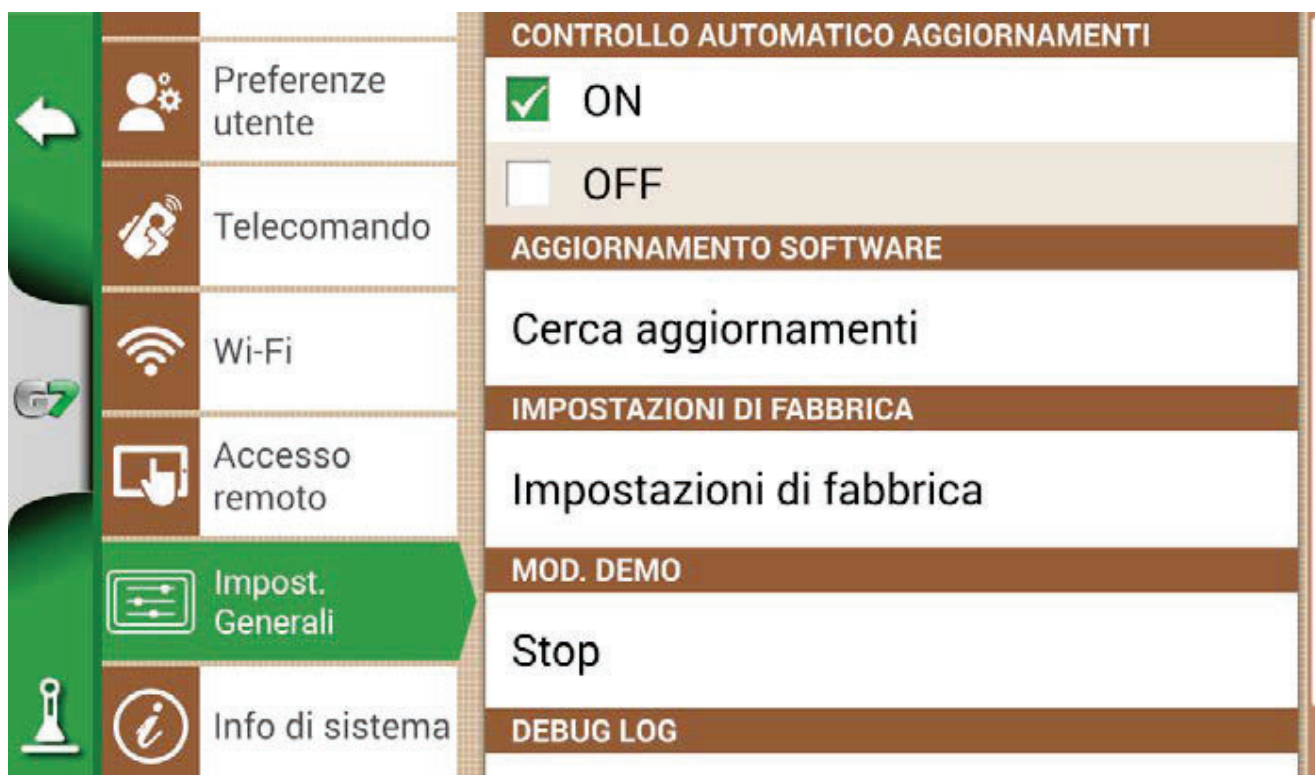 G7
Preferenze
utente
Telecomando
Wi-Fi
Accesso
remoto
Impost.
Generali
Info di sistema
CONTROLLO AUTOMATICO AGGIORNAMENTI
ON
OFF
AGGIORNAMENTO SOFTWARE
Cerca aggiornamenti
IMPOSTAZIONI DI FABBRICA
Impostazioni di fabbrica
MOD. DEMO
Stop
DEBUG LOG